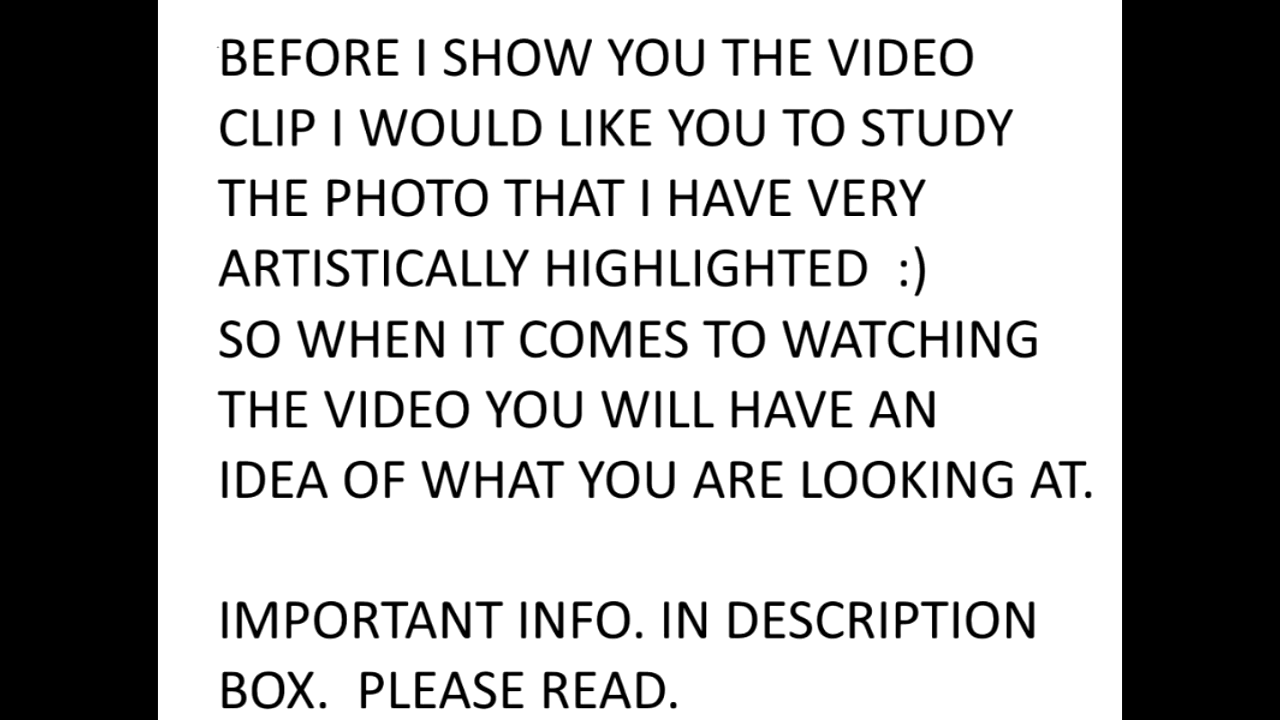 BEFORE I SHOW YOU THE VIDEO
CLIP I WOULD LIKE YOU TO STUDY
THE PHOTO THAT I HAVE VERY
ARTISTICALLY HIGHLIGHTED  :)
SO WHEN IT COMES TO WATCHING
THE VIDEO YOU WILL HAVE AN
IDEA OF WHAT YOU ARE LOOKING AT.
IMPORTANT INFO. IN DESCRIPTION
BOX.  PLEASE READ.